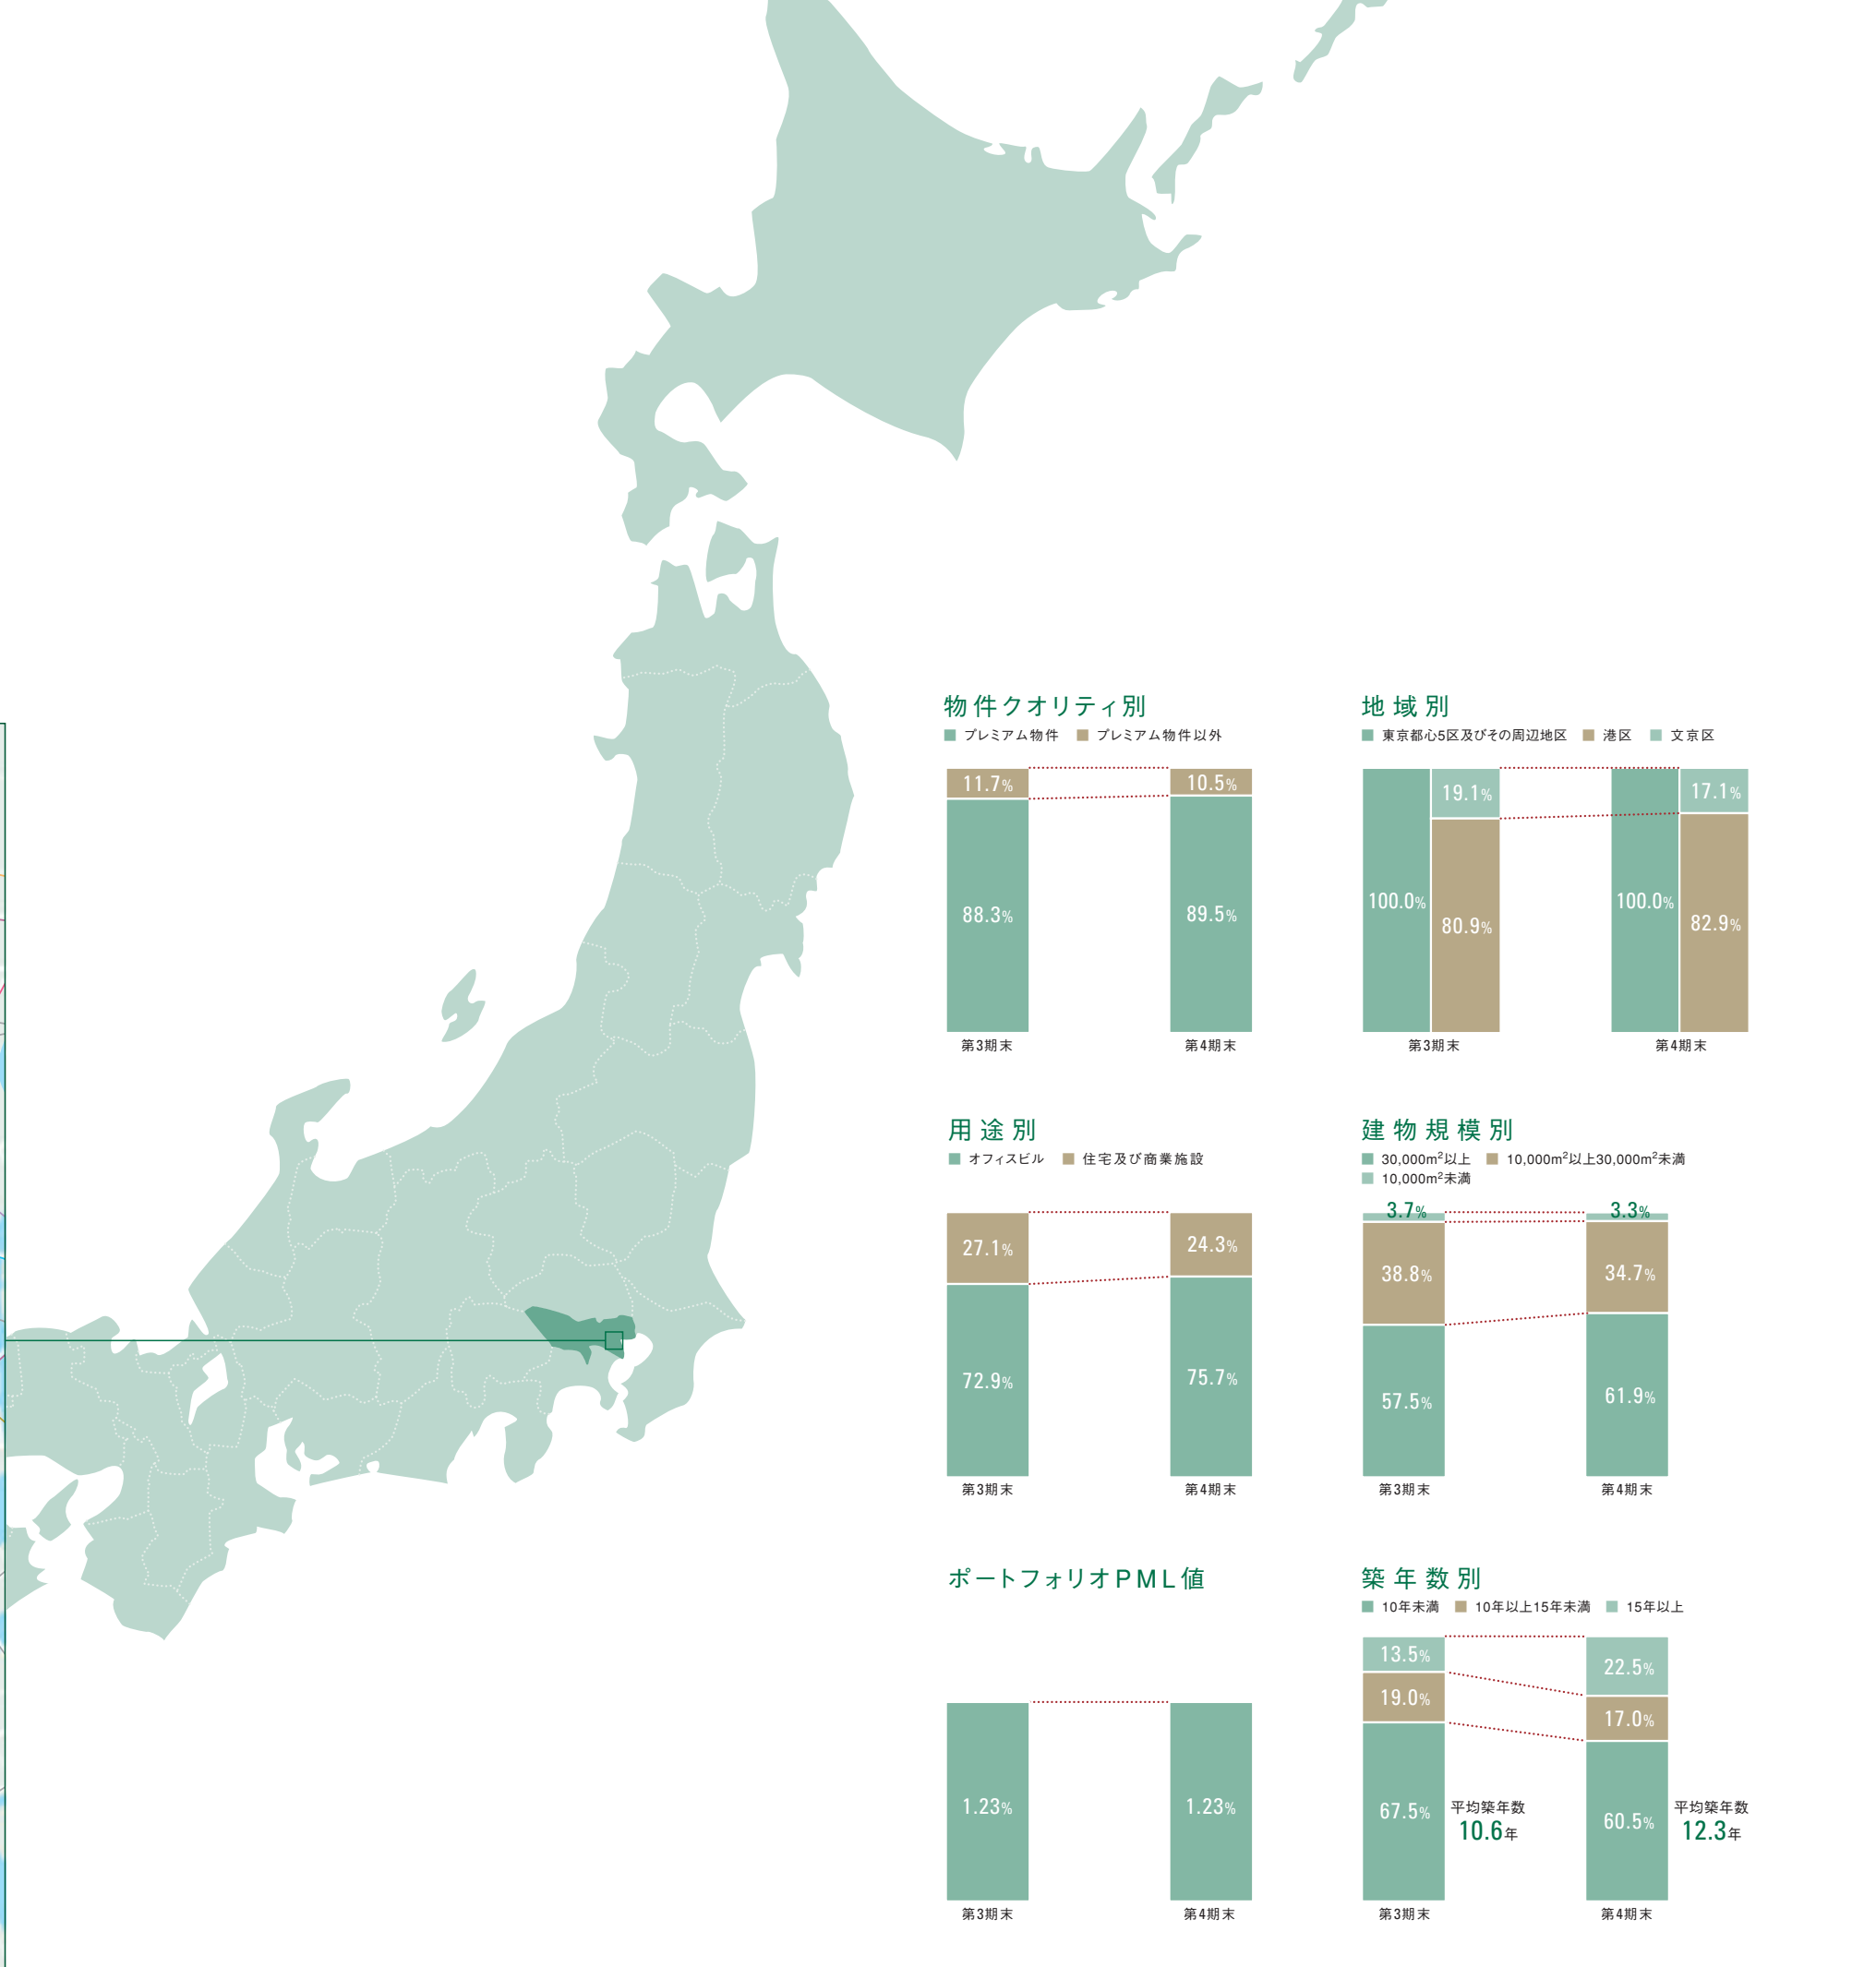 物件クオリティ別
プレミアム物件 プレミアム物件以外
11.7% 10.5%
88.3% 89.5%
第3期末 第4期末
地域別
東京都心5区及びその周辺地区 港区 文京区
19.1% 17.1%
100.0% 80.9% 100.0% 82.9%
第3期末 第4期末
用途別
オフィスビル 住宅及び商業施設
27.1% 24.3%
72.9% 75.7%
第3期末 第4期末
建物規模別
30,000m²以上 10,000m²以上30,000m²未満
10,000m²未満
3.7% 3.3%
38.8% 34.7%
57.5% 61.9%
第3期末 第4期末
ポートフォリオPML値
1.23% 1.23%
第3期末 第4期末
築年数別
10年未満 10年以上15年未満 15年以上
13.5% 22.5%
19.0% 17.0%
67.5% 60.5%
平均築年数 平均築年数
10.6年 12.3年
第3期末 第4期末